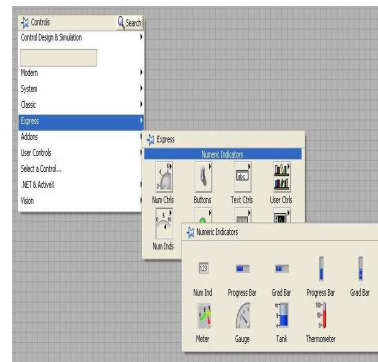 Controls Search
Control Design & Simulation
Modern
System
Classic
Express
Addons
User Controls
Select a Control...
.NET & ActiveX
Vision
Express
Numeric Indicators
Num Ctrls Buttons Text Ctrls User Ctrls
Num Inds
Numeric Indicators
Num Ind Progress Bar Grad Bar Progress Bar Grad Bar
Meter Gauge Tank Thermometer